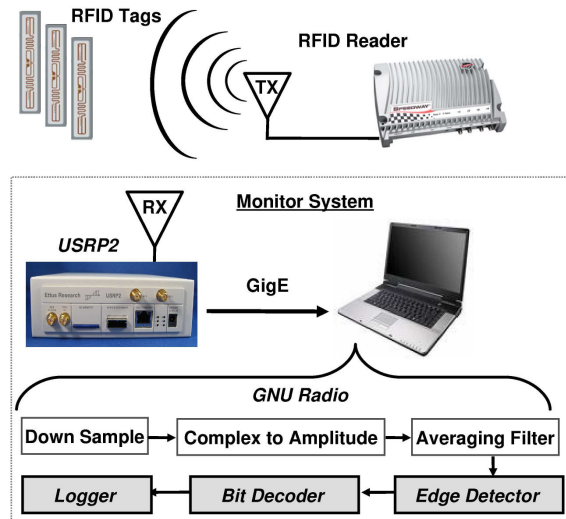 RFID Tags
RFID Reader
TX
SPEEDWAY
RX
Monitor System
USRP2
Ettus Research
USRP2
GigE
GNU Radio
Down Sample
Complex to Amplitude
Averaging Filter
Logger
Bit Decoder
Edge Detector